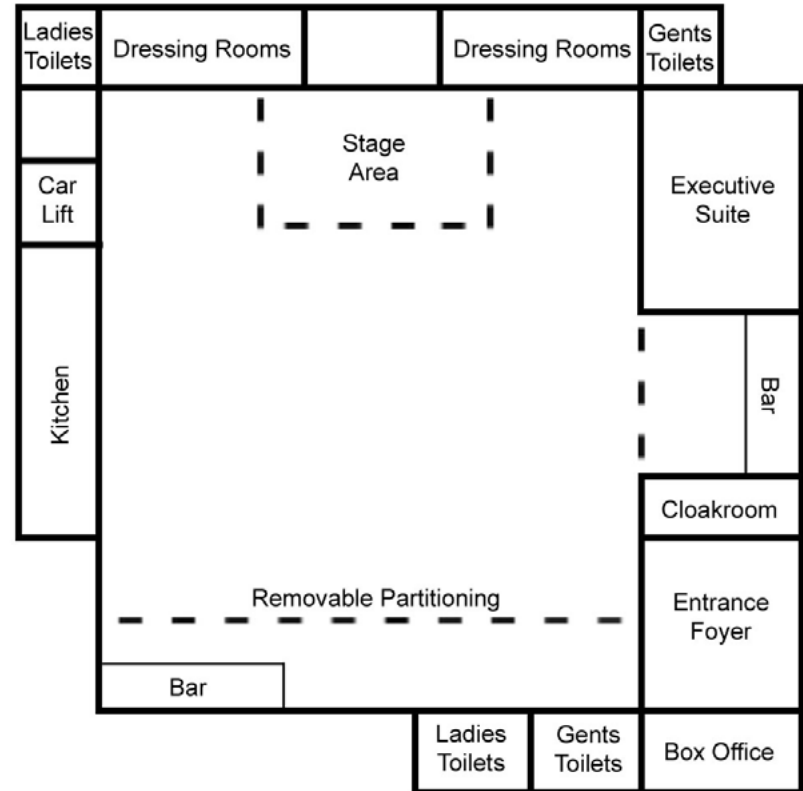 Ladies
Toilets
Dressing Rooms
Dressing Rooms
Gents
Toilets
Stage
Area
Car
Lift
Executive
Suite
Kitchen
Bar
Cloakroom
Removable Partitioning
Entrance
Foyer
Bar
Ladies
Toilets
Gents
Toilets
Box Office